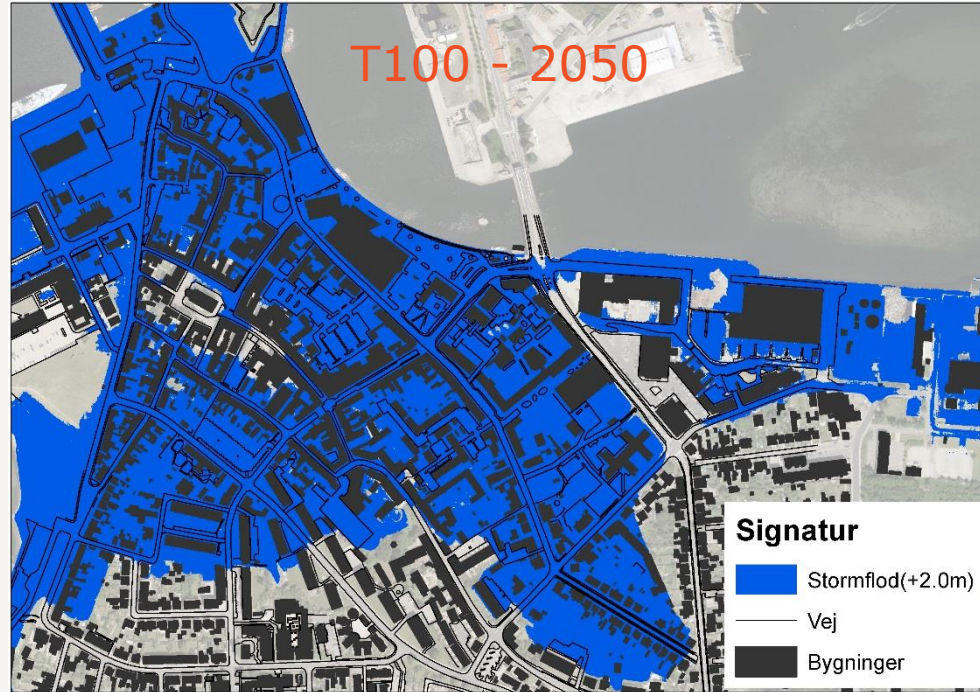 T100 - 2050
Signatur
Stormflod(+2.0m)
Vej
Bygninger